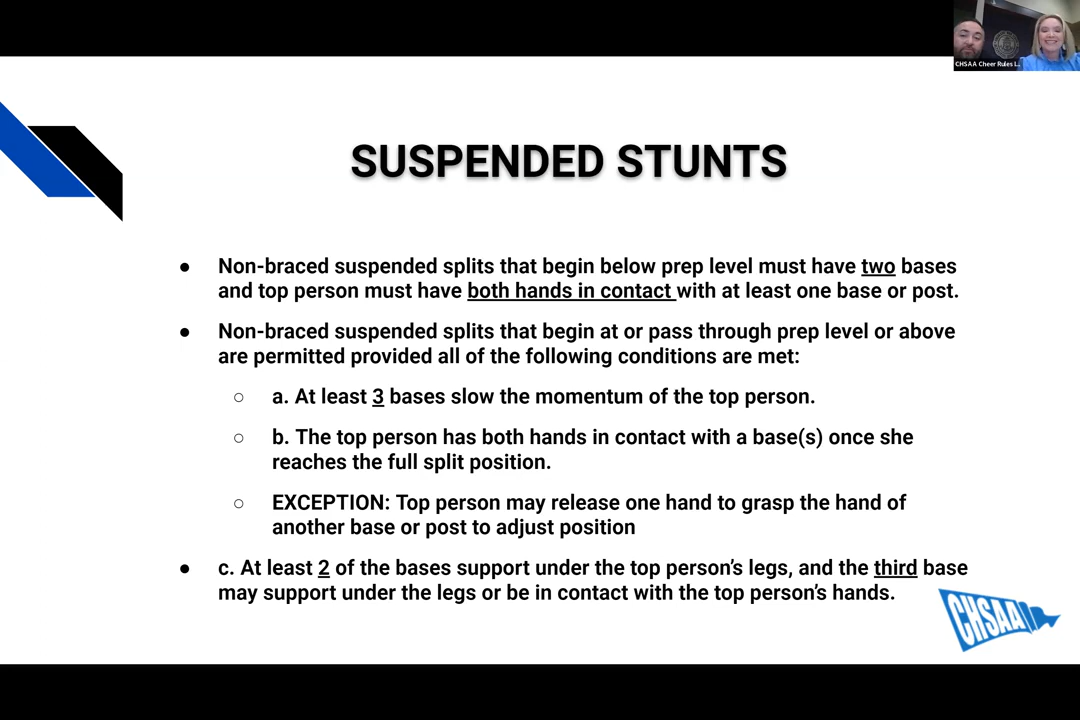 CHSAA Cheer Rules I...
SUSPENDED STUNTS
● Non-braced suspended splits that begin below prep level must have two bases
and top person must have both hands in contact with at least one base or post.
● Non-braced suspended splits that begin at or pass through prep level or above
are permitted provided all of the following conditions are met:
○ a. At least 3 bases slow the momentum of the top person.
○ b. The top person has both hands in contact with a base(s) once she
reaches the full split position.
○ EXCEPTION: Top person may release one hand to grasp the hand of
another base or post to adjust position
● c. At least 2 of the bases support under the top person’s legs, and the third base
may support under the legs or be in contact with the top person’s hands.
CHSAA